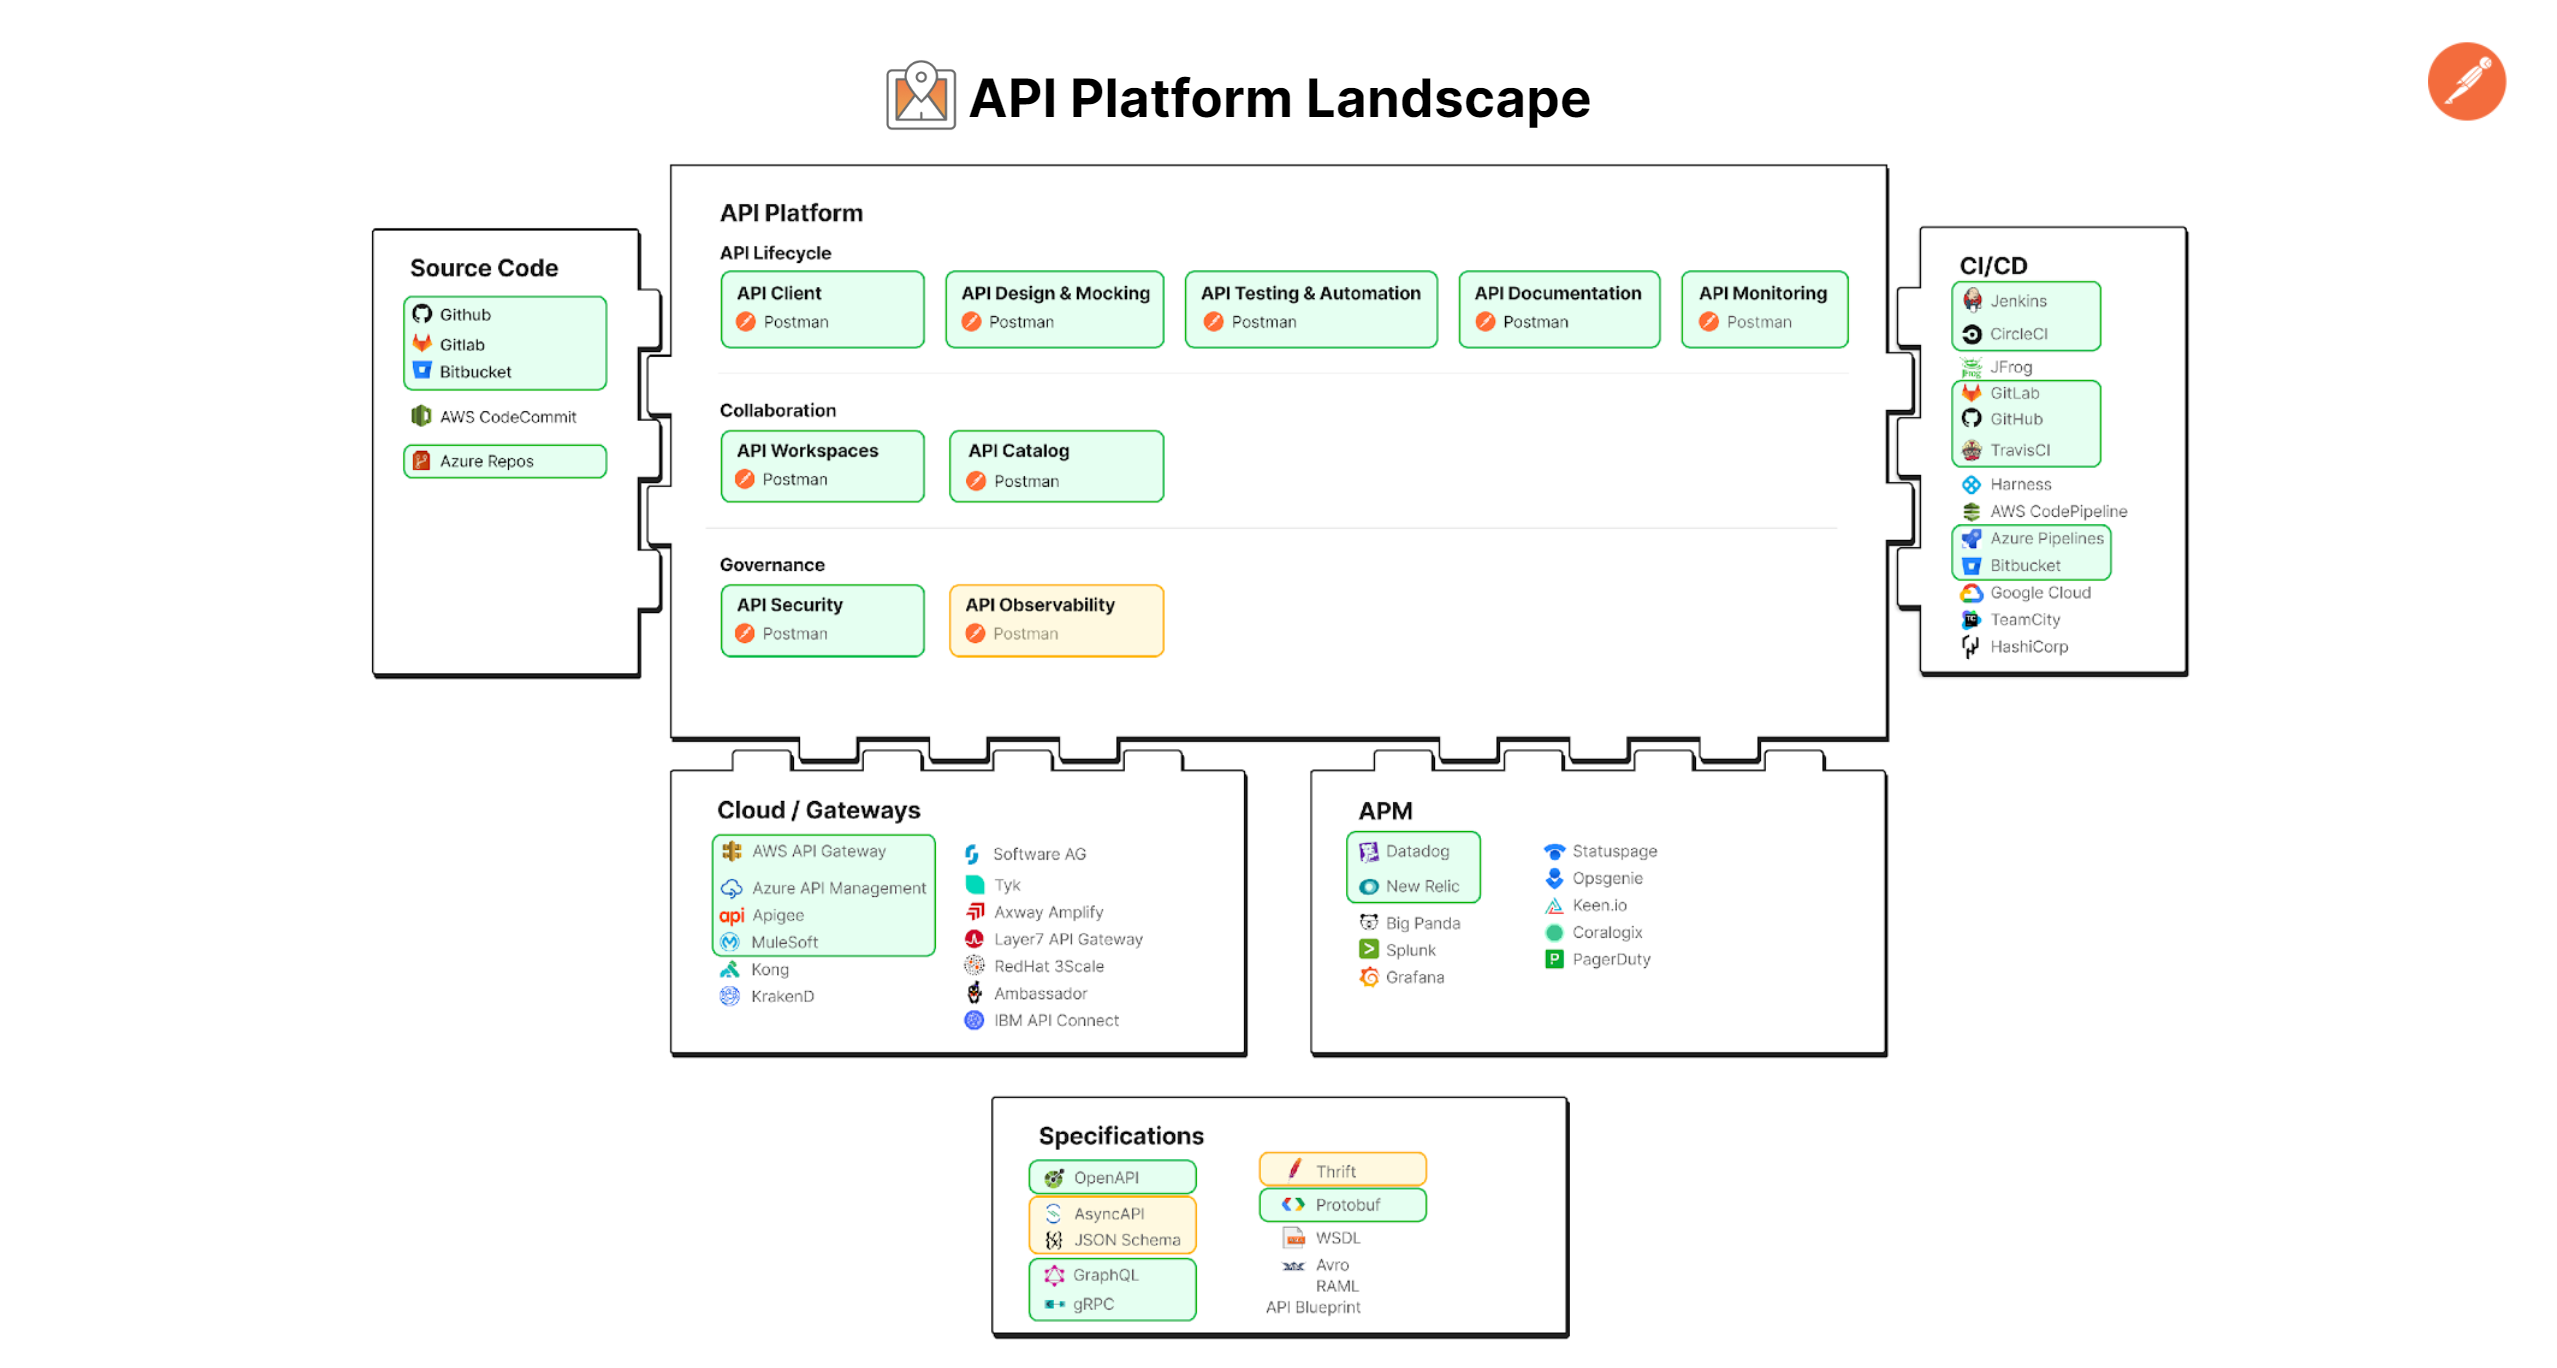 API Platform Landscape
Source Code
Github
Gitlab
Bitbucket
AWS CodeCommit
Azure Repos
API Platform
API Lifecycle
API Client
Postman
API Design & Mocking
Postman
API Testing & Automation
Postman
API Documentation
Postman
API Monitoring
Postman
Collaboration
API Workspaces
Postman
API Catalog
Postman
Governance
API Security
Postman
API Observability
Postman
CI/CD
Jenkins
CircleCI
JFrog
GitLab
GitHub
TravisCI
Harness
AWS CodePipeline
Azure Pipelines
Bitbucket
Google Cloud
TeamCity
HashiCorp
Cloud / Gateways
AWS API Gateway
Azure API Management
api Apigee
MuleSoft
Kong
KrakenD
Software AG
Tyk
Axway Amplify
Layer7 API Gateway
RedHat 3Scale
Ambassador
IBM API Connect
APM
Datadog
New Relic
Big Panda
Splunk
Grafana
Statuspage
Opsgenie
Keen.io
Coralogix
P PagerDuty
Specifications
OpenAPI
AsyncAPI
JSON Schema
GraphQL
gRPC
Thrift
Protobuf
WSDL
Avro
RAML
API Blueprint